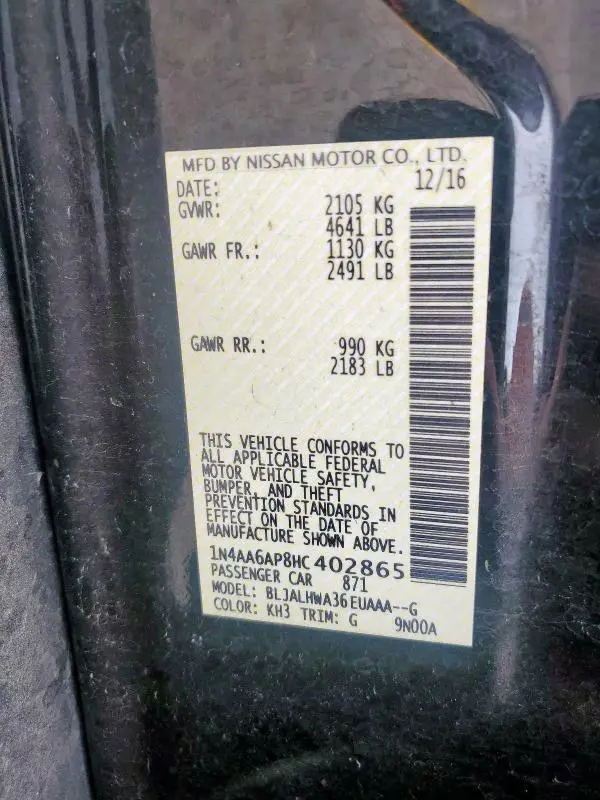 MFD BY NISSAN MOTOR CO., LTD.
DATE: 12/16
GVWR: 2105 KG
4641 LB
GAWR FR.: 1130 KG
2491 LB
GAWR RR.: 990 KG
2183 LB
THIS VEHICLE CONFORMS TO
ALL APPLICABLE FEDERAL
MOTOR VEHICLE SAFETY,
BUMPER, AND THEFT
PREVENTION STANDARDS IN
EFFECT ON THE DATE OF
MANUFACTURE SHOWN ABOVE.
1N4AA6AP8HC402865
PASSENGER CAR 871
MODEL: BLJALHWA36EUAAA--G
COLOR: KH3 TRIM: G 9N00A